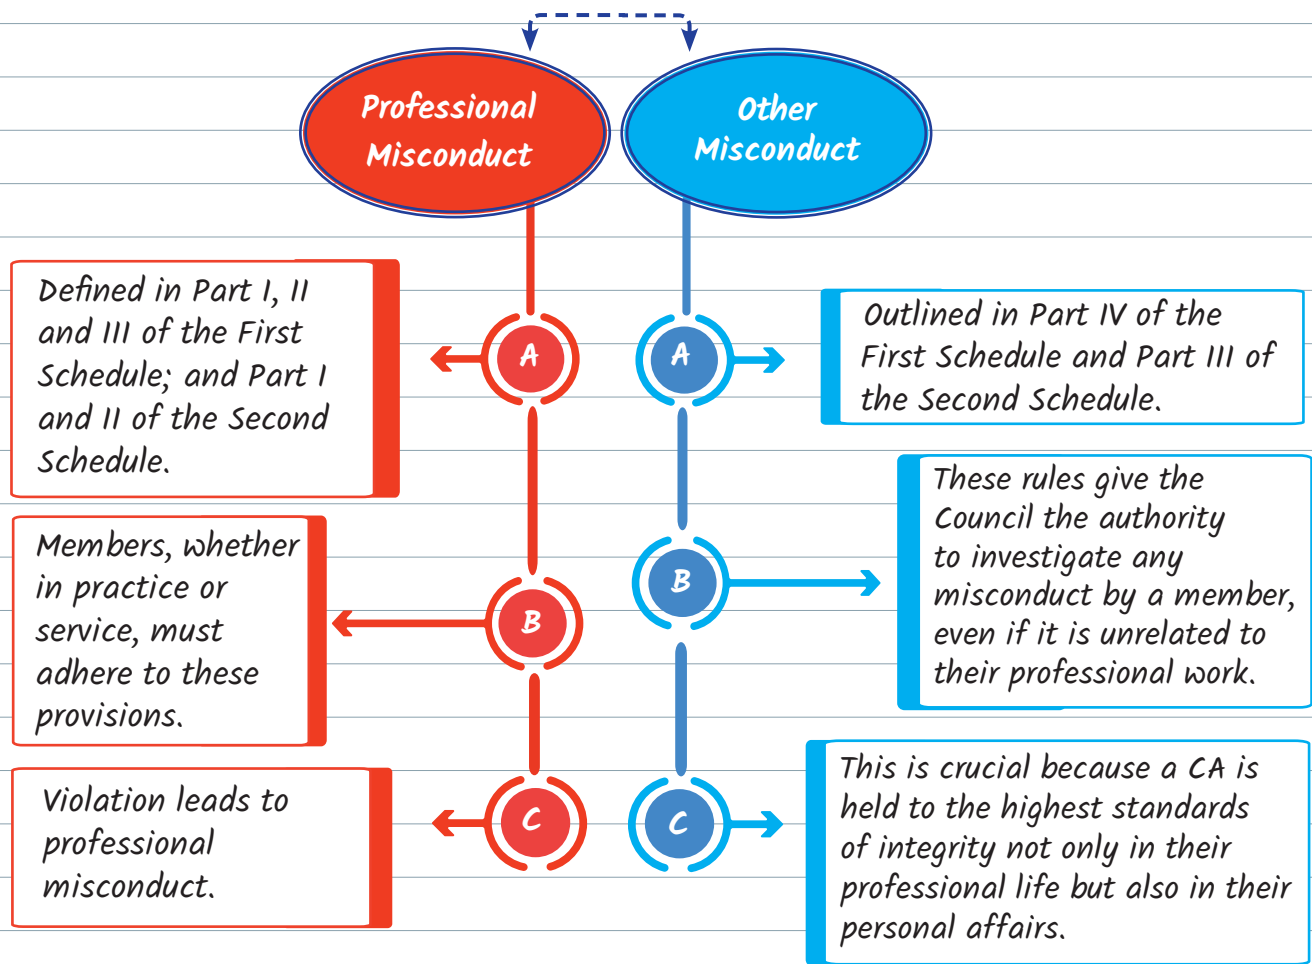 Professional
Misconduct
Other
Misconduct
A
Defined in Part I, II
and III of the First
Schedule; and Part I
and II of the Second
Schedule.
B
Members, whether
in practice or
service, must
adhere to these
provisions.
C
Violation leads to
professional
misconduct.
A
Outlined in Part IV of the
First Schedule and Part III of
the Second Schedule.
B
These rules give the
Council the authority
to investigate any
misconduct by a member,
even if it is unrelated to
their professional work.
C
This is crucial because a CA is
held to the highest standards
of integrity not only in their
professional life but also in their
personal affairs.